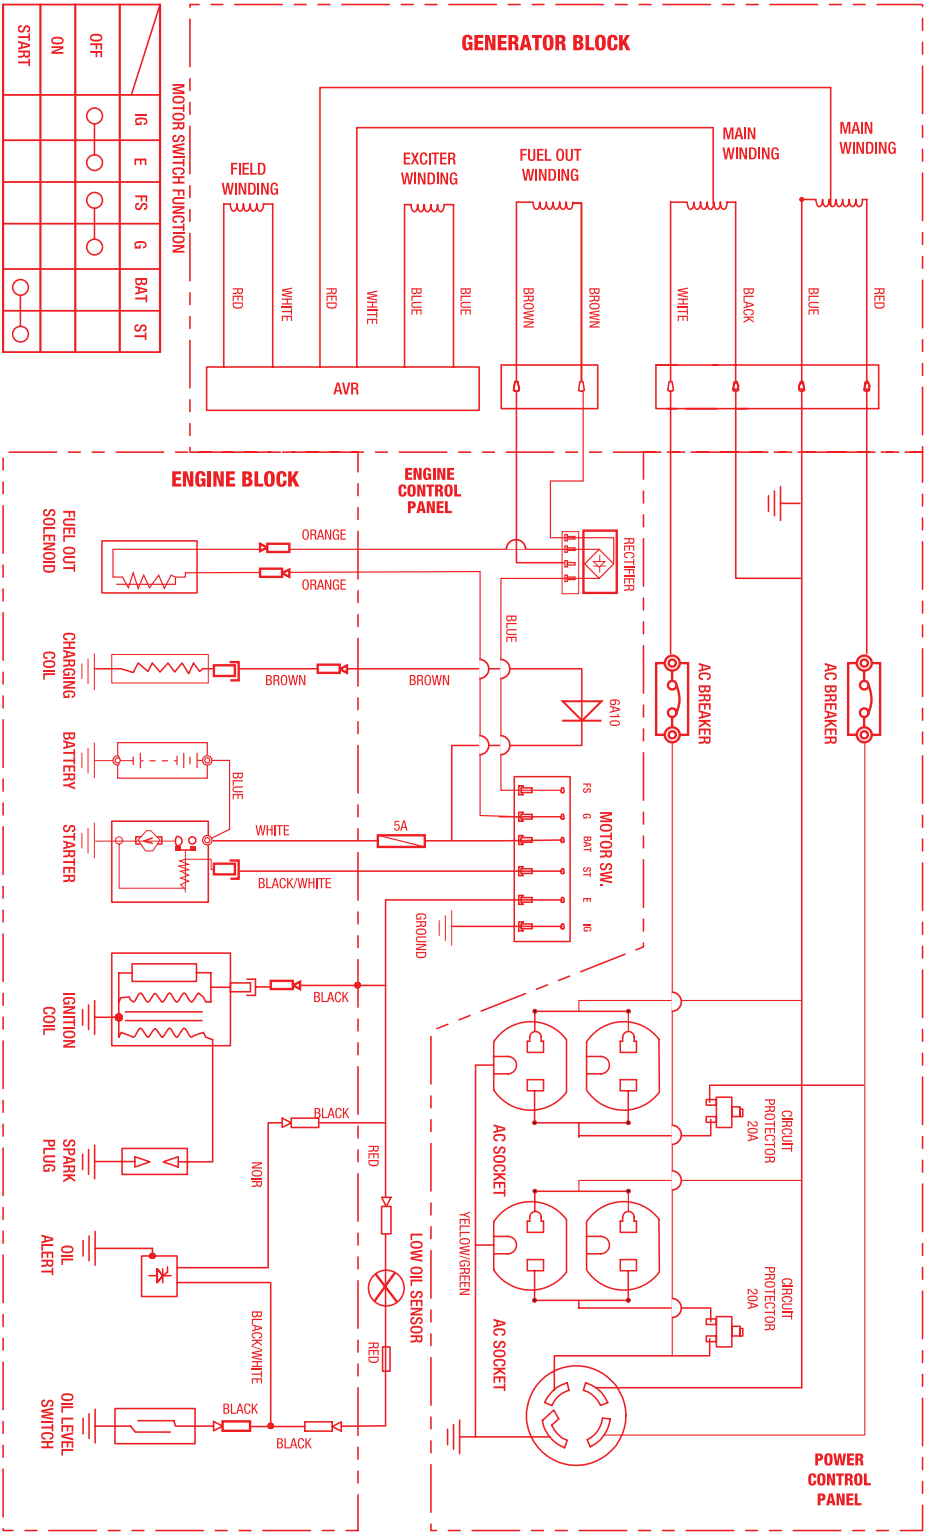 GENERATOR BLOCK
START
ON
OFF
IG
E
FS
G
BAT
ST
MOTOR SWITCH FUNCTION
FIELD
WINDING
EXCITER
WINDING
FUEL OUT
WINDING
MAIN
WINDING
MAIN
WINDING
RED
WHITE
RED
WHITE
BLUE
BLUE
BROWN
BROWN
WHITE
BLACK
BLUE
RED
AVR
ENGINE BLOCK
ENGINE
CONTROL
PANEL
FUEL OUT
SOLENOID
ORANGE
ORANGE
RECTIFIER
BLUE
CHARGING
COIL
BROWN
BROWN
6A10
AC BREAKER
AC BREAKER
BATTERY
BLUE
STARTER
WHITE
5A
BLACK/WHITE
FS
G
BAT
ST
E
IG
MOTOR SW.
GROUND
IGNITION
COIL
BLACK
SPARK
PLUG
BLACK
NOIR
RED
AC SOCKET
CIRCUIT
PROTECTOR
20A
YELLOW/GREEN
OIL
ALERT
LOW OIL SENSOR
BLACK/WHITE
RED
AC SOCKET
CIRCUIT
PROTECTOR
20A
OIL LEVEL
SWITCH
BLACK
BLACK
POWER
CONTROL
PANEL